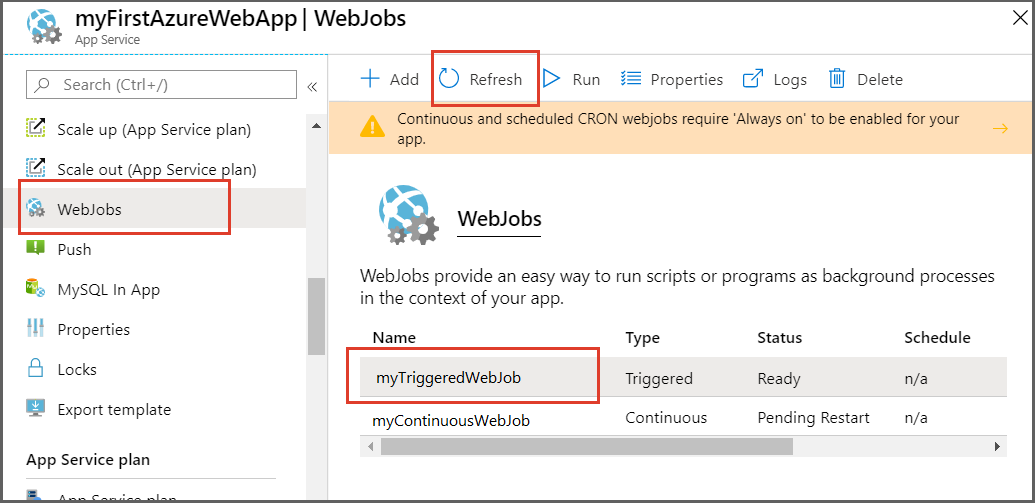 myFirstAzureWebApp | WebJobs
App Service
Search (Ctrl+/)
«
Scale up (App Service plan)
Scale out (App Service plan)
WebJobs
Push
MySQL In App
Properties
Locks
Export template
App Service plan
App Service plan
Add
Refresh
Run
Properties
Logs
Delete
Continuous and scheduled CRON webjobs require 'Always on' to be enabled for your
app.
WebJobs
WebJobs provide an easy way to run scripts or programs as background processes
in the context of your app.
Name Type Status Schedule
myTriggeredWebJob Triggered Ready n/a
myContinuousWebJob Continuous Pending Restart n/a